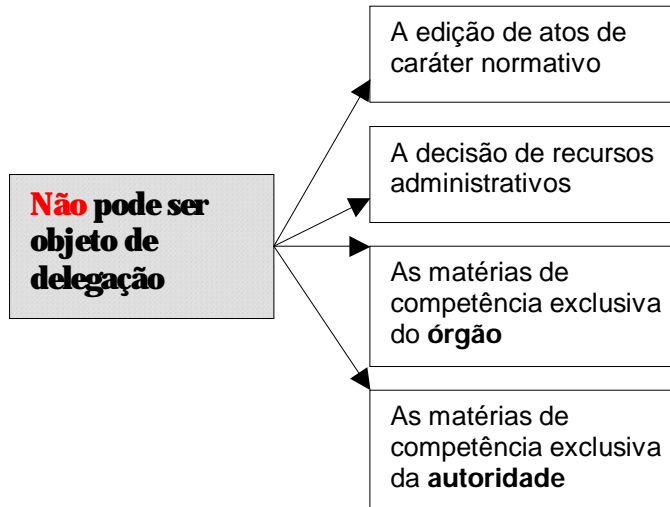 Não pode ser
objeto de
delegação
A edição de atos de
caráter normativo
A decisão de recursos
administrativos
As matérias de
competência exclusiva
do órgão
As matérias de
competência exclusiva
da autoridade